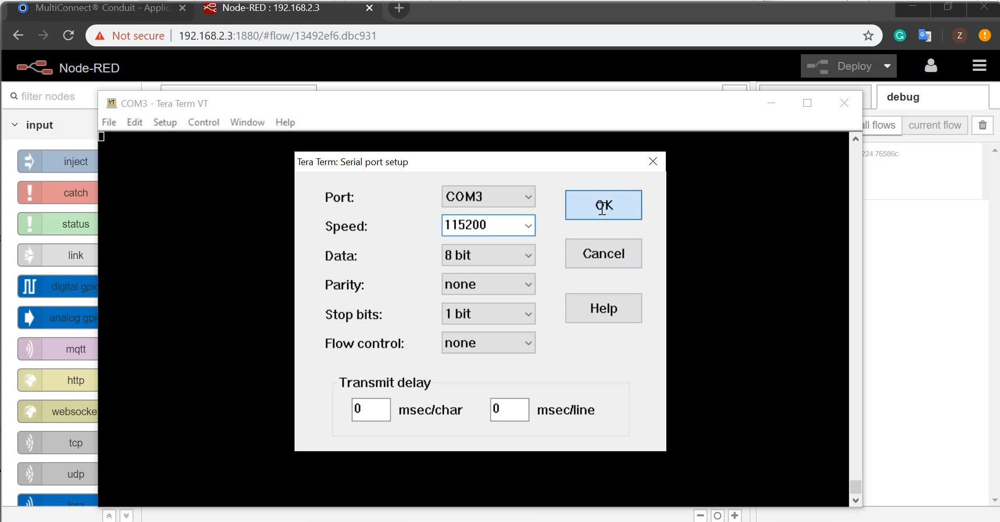 MultiConnect® Conduit - Applic
Node-RED : 192.168.2.3
Not secure
192.168.2.3:1880/#flow/13492ef6.dbc931
Z
Node-RED
Deploy
filter nodes
COM3 - Tera Term VT
debug
File Edit Setup Control Window Help
input
all flows
current flow
inject
catch
status
link
digital gpio
analog gpi
mqtt
http
websocke
tcp
udp
lora
224.76586c
Tera Term: Serial port setup
Port: COM3
OK
Speed: 115200
Data: 8 bit
Cancel
Parity: none
Stop bits: 1 bit
Help
Flow control: none
Transmit delay
0 msec/char 0 msec/line